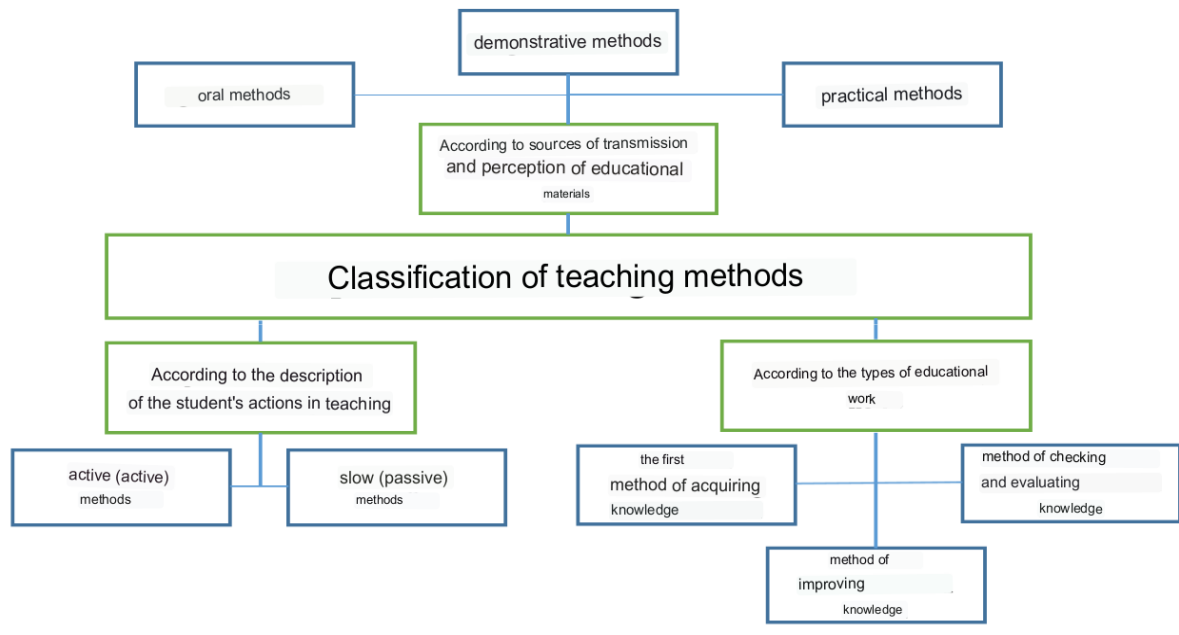 demonstrative methods
oral methods
practical methods
According to sources of transmission
and perception of educational
materials
Classification of teaching methods
According to the description
of the student's actions in teaching
According to the types of educational
work
active (active)
methods
slow (passive)
methods
the first
method of acquiring
knowledge
method of checking
and evaluating
knowledge
method of
improving
knowledge